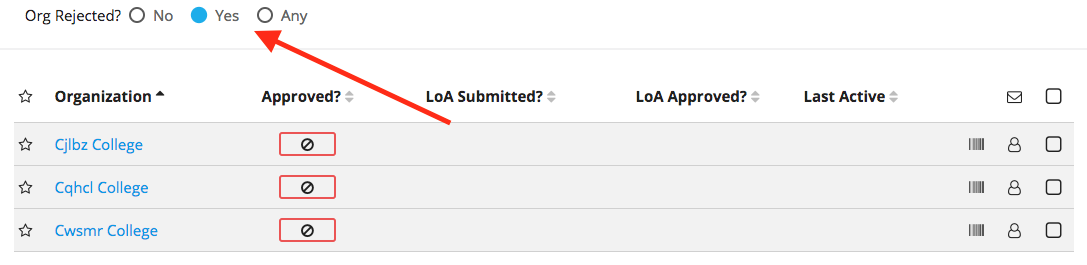 Org Rejected? No Yes Any
Organization Approved? LoA Submitted? LoA Approved? Last Active
Cjlbz College
Cqhcl College
Cwsmr College